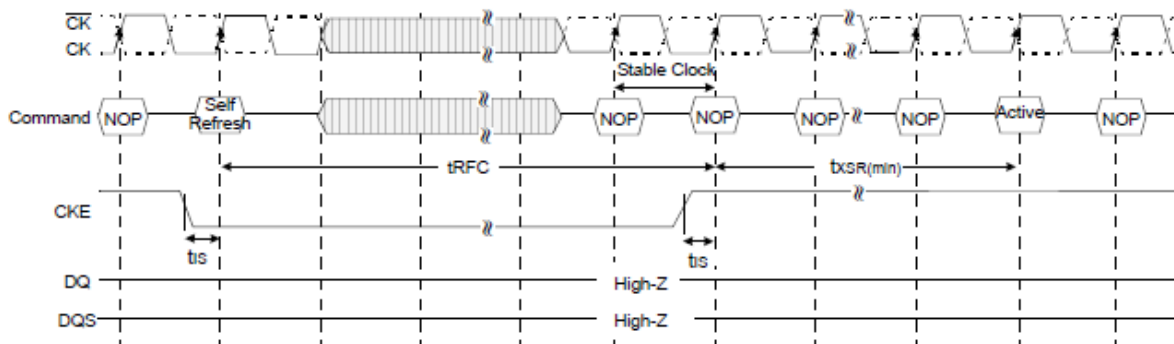 CK
CK
Stable Clock
Command
NOP
Self
Refresh
NOP
NOP
NOP
NOP
Active
NOP
tRFC
tXSR(min)
CKE
tIS
tIS
DQ
High-Z
DQS
High-Z